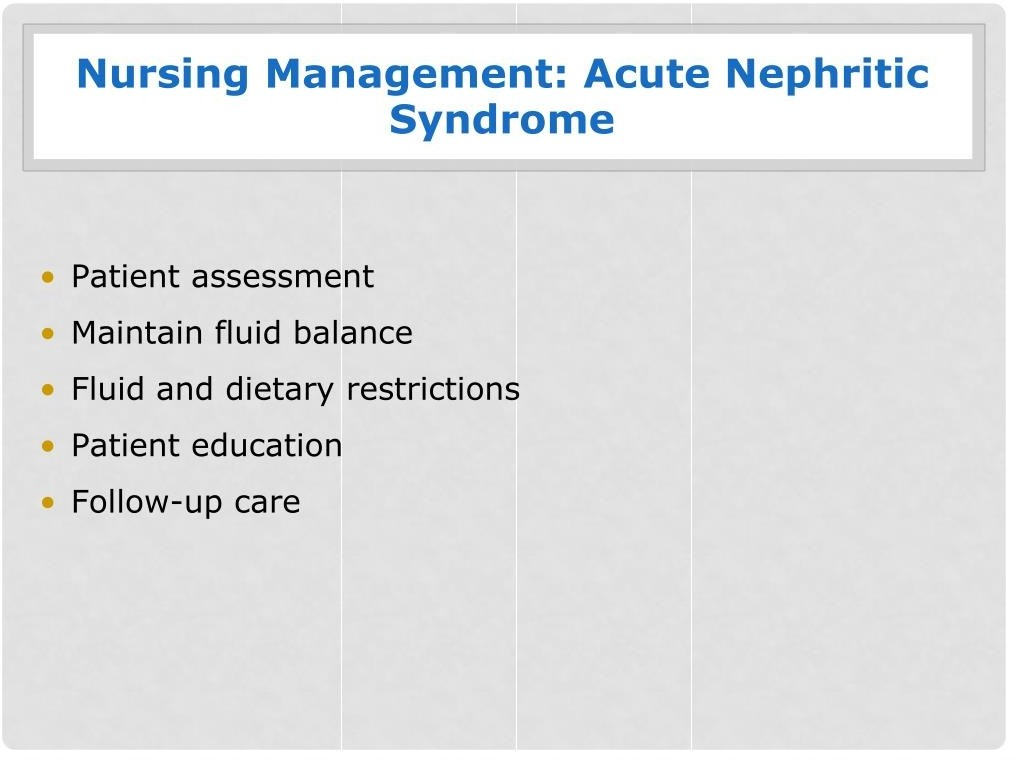 Nursing Management: Acute Nephritic
Syndrome
• Patient assessment
• Maintain fluid balance
• Fluid and dietary restrictions
• Patient education
• Follow-up care